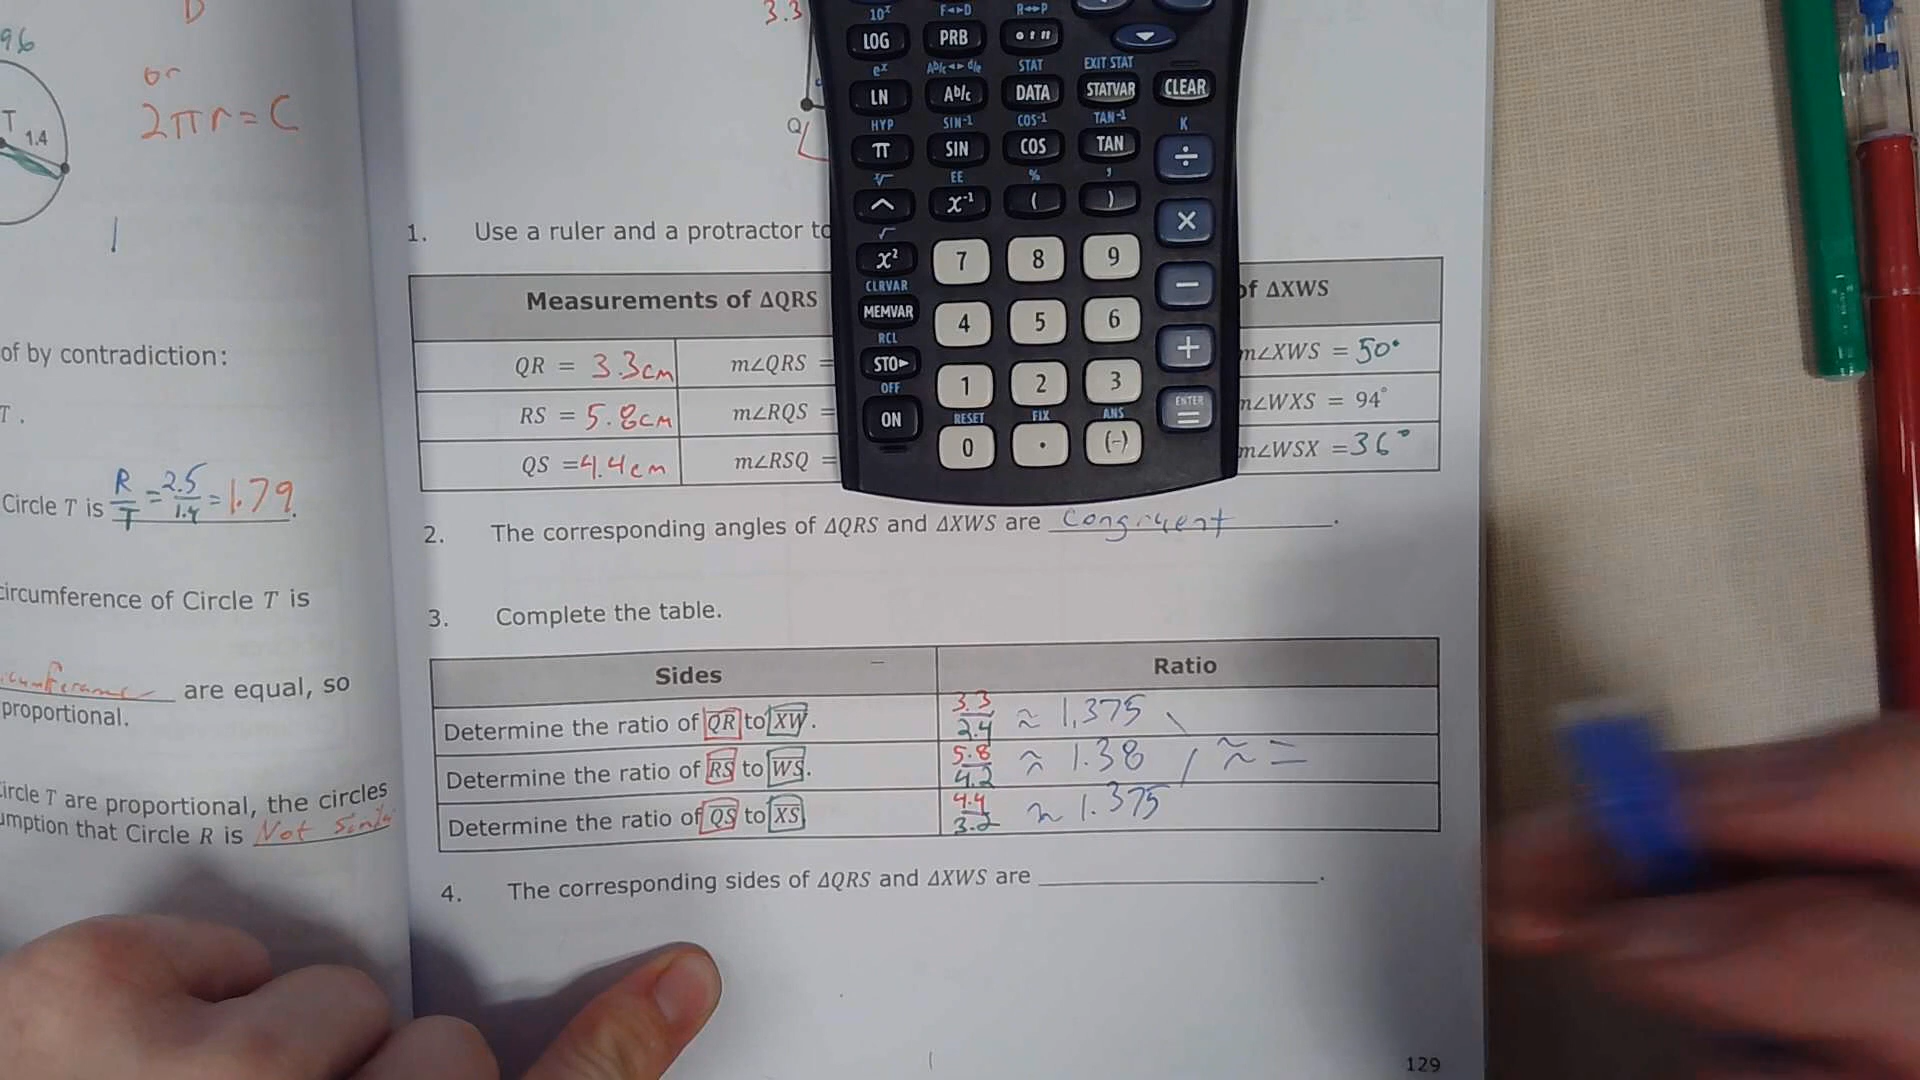 96
or
2πr = C
T
1.4
of by contradiction:
T.
Circle T is R/T = 2.5/1.4 = 1.79.
circumference of Circle T is
are equal, so
proportional.
Circle T are proportional, the circles
umption that Circle R is Not
3.3
Q
10ˣ F◄►D R◄►P
LOG PRB ° ' "
eˣ Ab/c◄►d/e STAT EXIT STAT
LN Ab/c DATA STATVAR CLEAR
HYP SIN⁻¹ COS⁻¹ TAN⁻¹ K
π SIN COS TAN ÷
ˣ√ EE % ,
^ x⁻¹ ( ) ×
√
x² 7 8 9 −
CLRVAR
MEMVAR 4 5 6 +
RCL
STO► 1 2 3 ENTER =
OFF RESET FIX ANS
ON 0 . (-)
1. Use a ruler and a protractor to
Measurements of ΔQRS of ΔXWS
QR = 3.3cm m∠QRS = m∠XWS = 50°
RS = 5.8cm m∠RQS = m∠WXS = 94°
QS = 4.4cm m∠RSQ = m∠WSX = 36°
2. The corresponding angles of ΔQRS and ΔXWS are congruent.
3. Complete the table.
Sides Ratio
Determine the ratio of QR to XW. 3.3/2.4 ≈ 1.375
Determine the ratio of RS to WS. 5.8/4.2 ≈ 1.38 , ≈ =
Determine the ratio of QS to XS 4.4/3.2 ≈ 1.375
4. The corresponding sides of ΔQRS and ΔXWS are ____________.
129